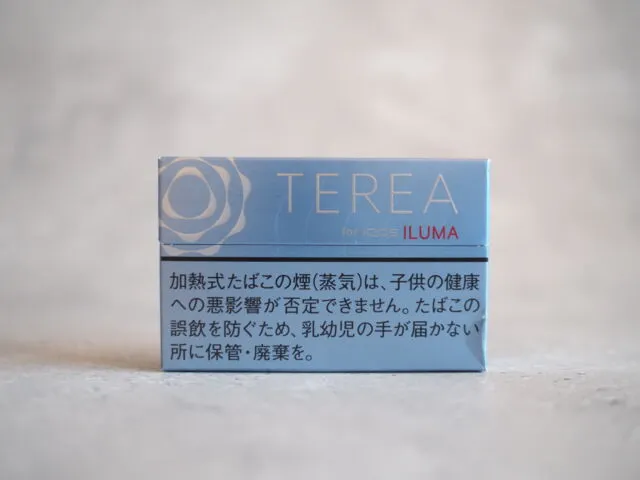 TEREA
for IQOS ILUMA
加熱式たばこの煙(蒸気)は、子供の健康
への悪影響が否定できません。たばこの
誤飲を防ぐため、乳幼児の手が届かない
所に保管・廃棄を。